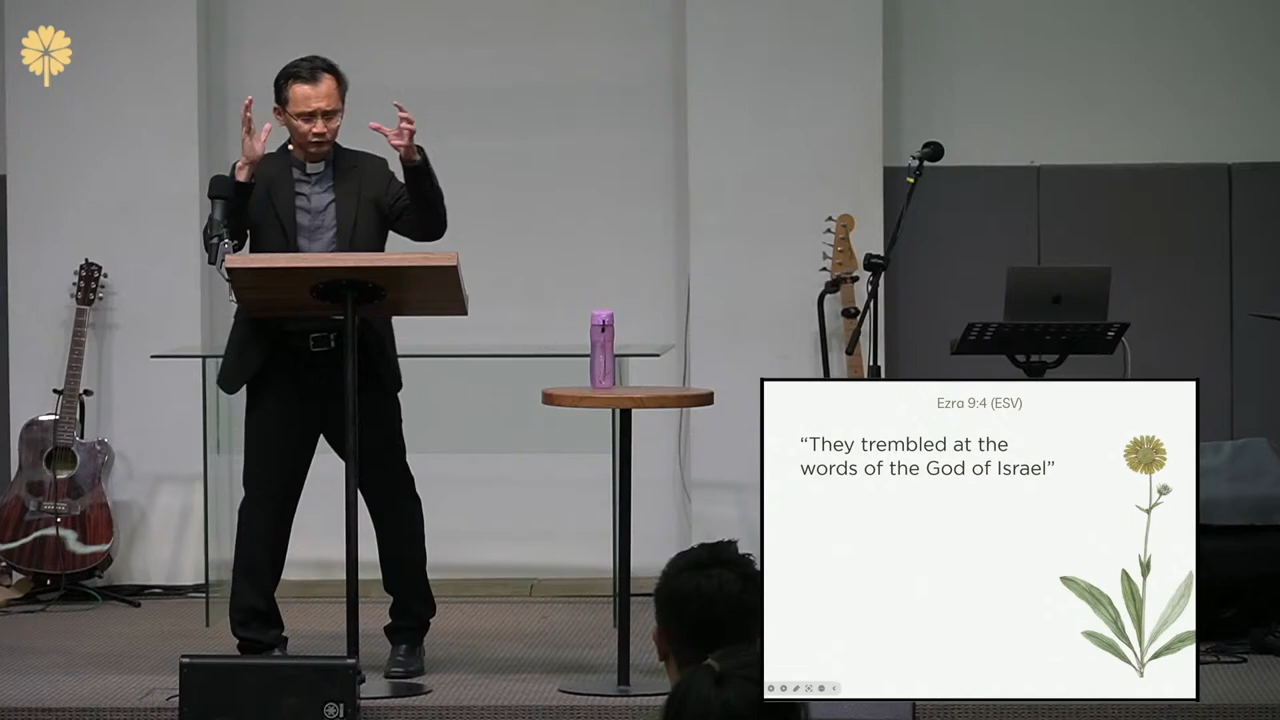 Ezra 9:4 (ESV)
“They trembled at the
words of the God of Israel”